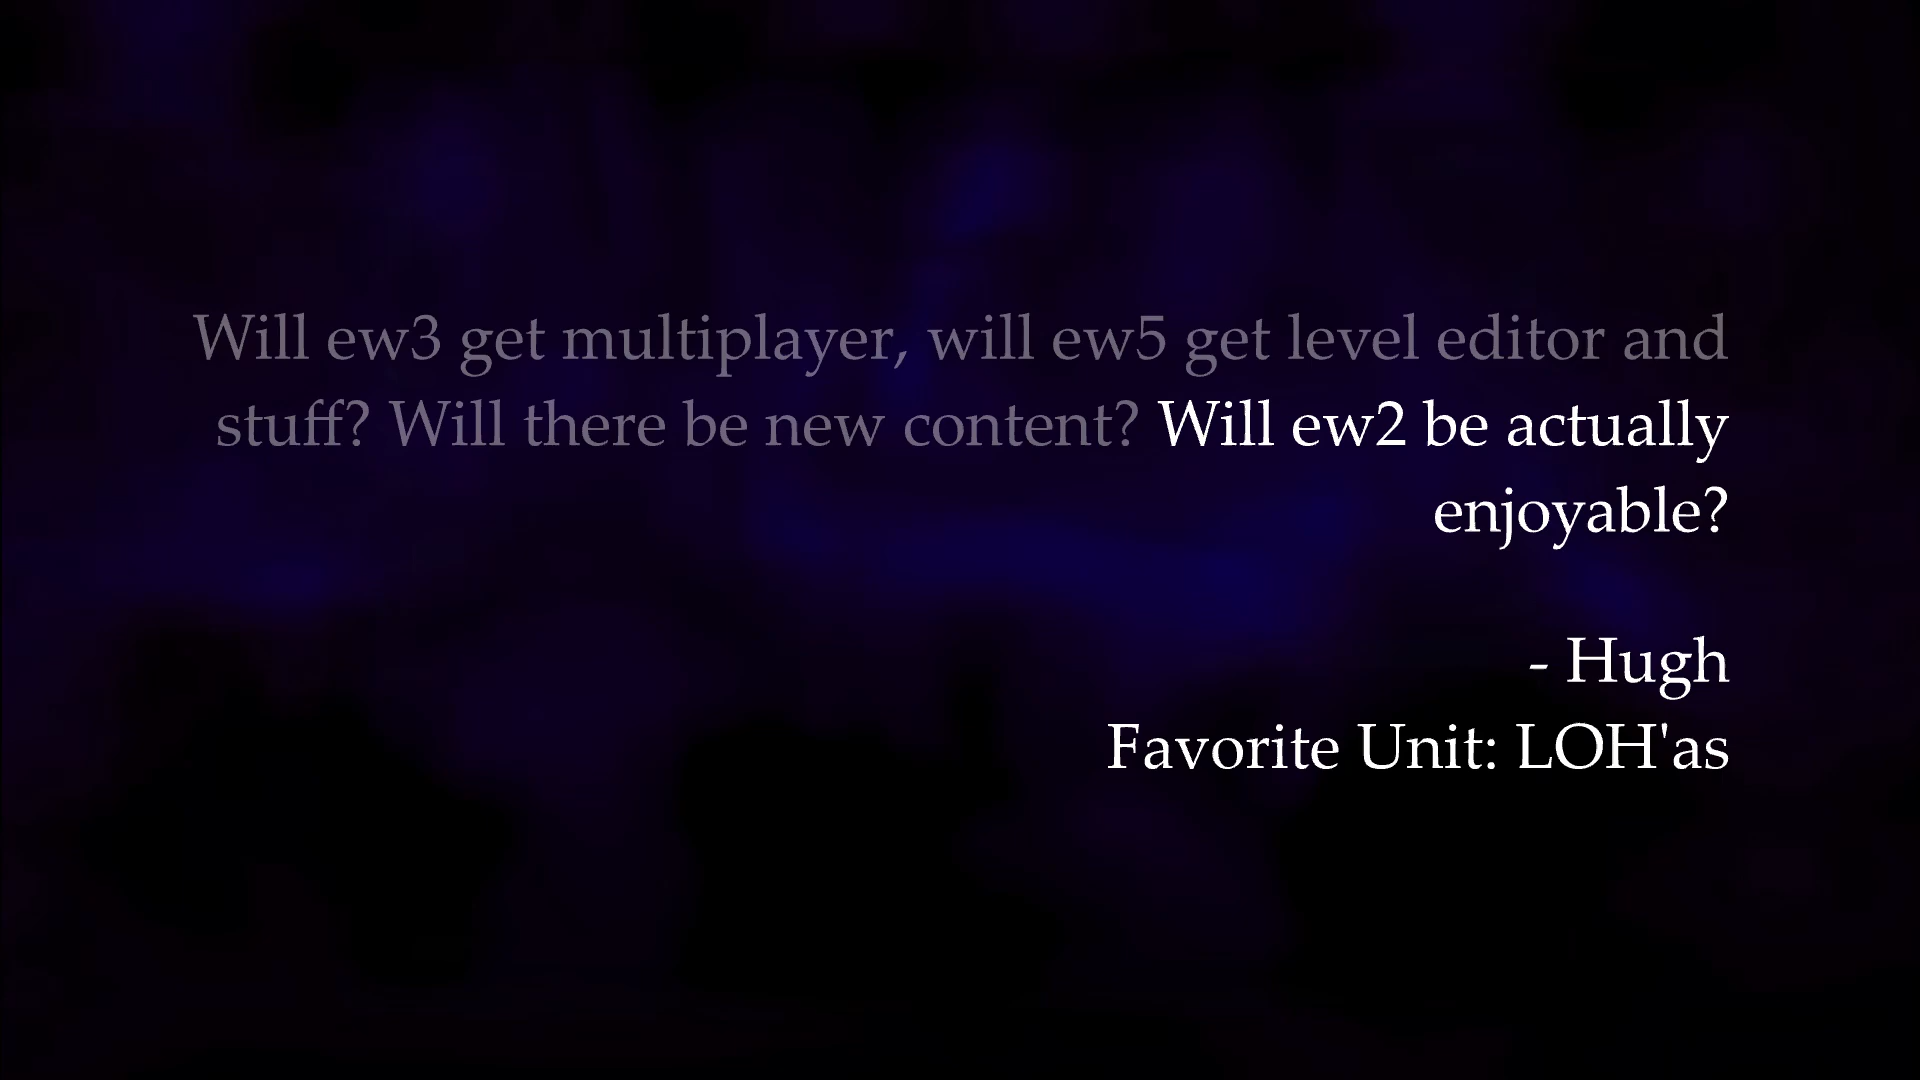 Will ew3 get multiplayer, will ew5 get level editor and
stuff? Will there be new content? Will ew2 be actually
enjoyable?
- Hugh
Favorite Unit: LOH'as